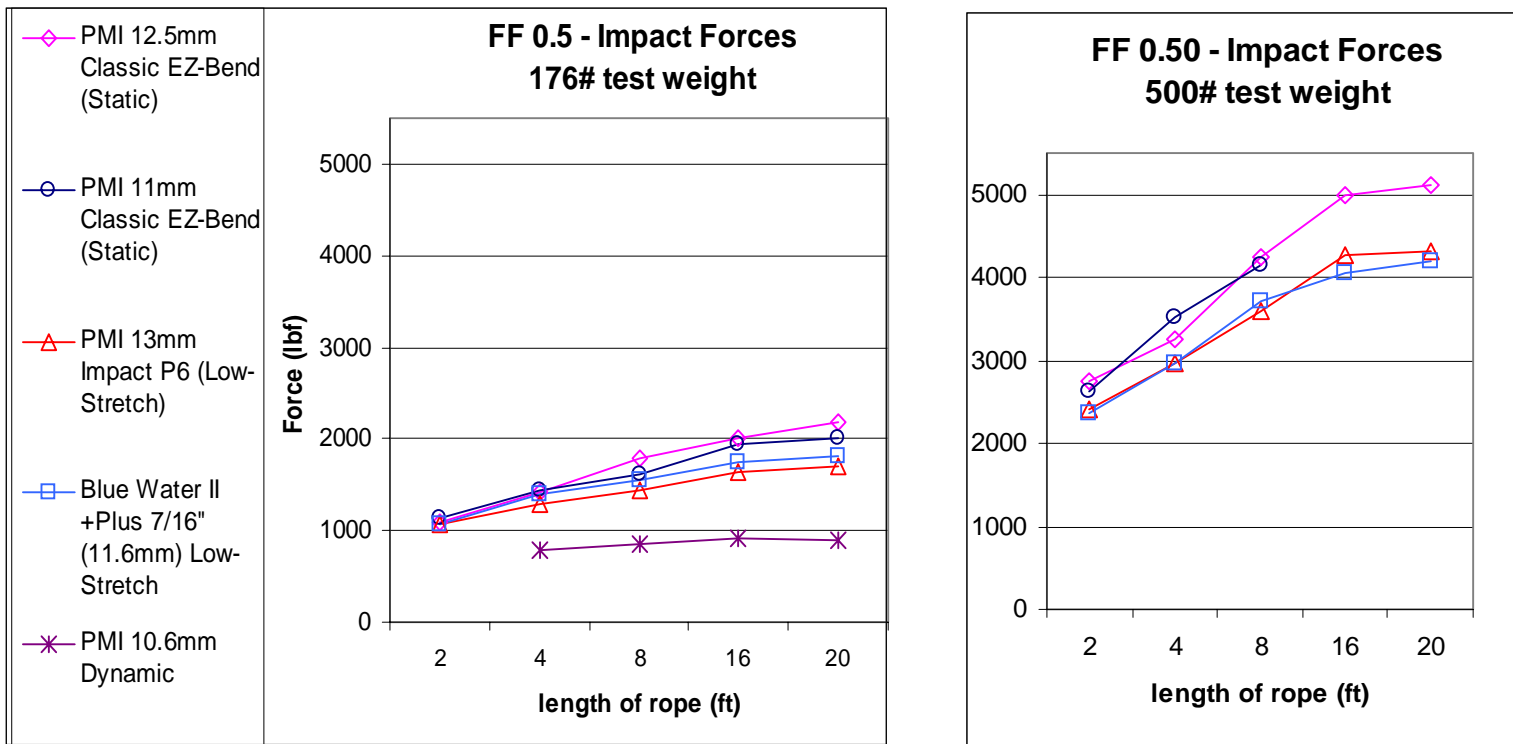 PMI 12.5mm
Classic EZ-Bend
(Static)
PMI 11mm
Classic EZ-Bend
(Static)
PMI 13mm
Impact P6 (Low-
Stretch)
Blue Water II
+Plus 7/16"
(11.6mm) Low-
Stretch
PMI 10.6mm
Dynamic
FF 0.5 - Impact Forces
176# test weight
Force (lbf)
5000
4000
3000
2000
1000
0
2 4 8 16 20
length of rope (ft)
FF 0.50 - Impact Forces
500# test weight
5000
4000
3000
2000
1000
0
2 4 8 16 20
length of rope (ft)